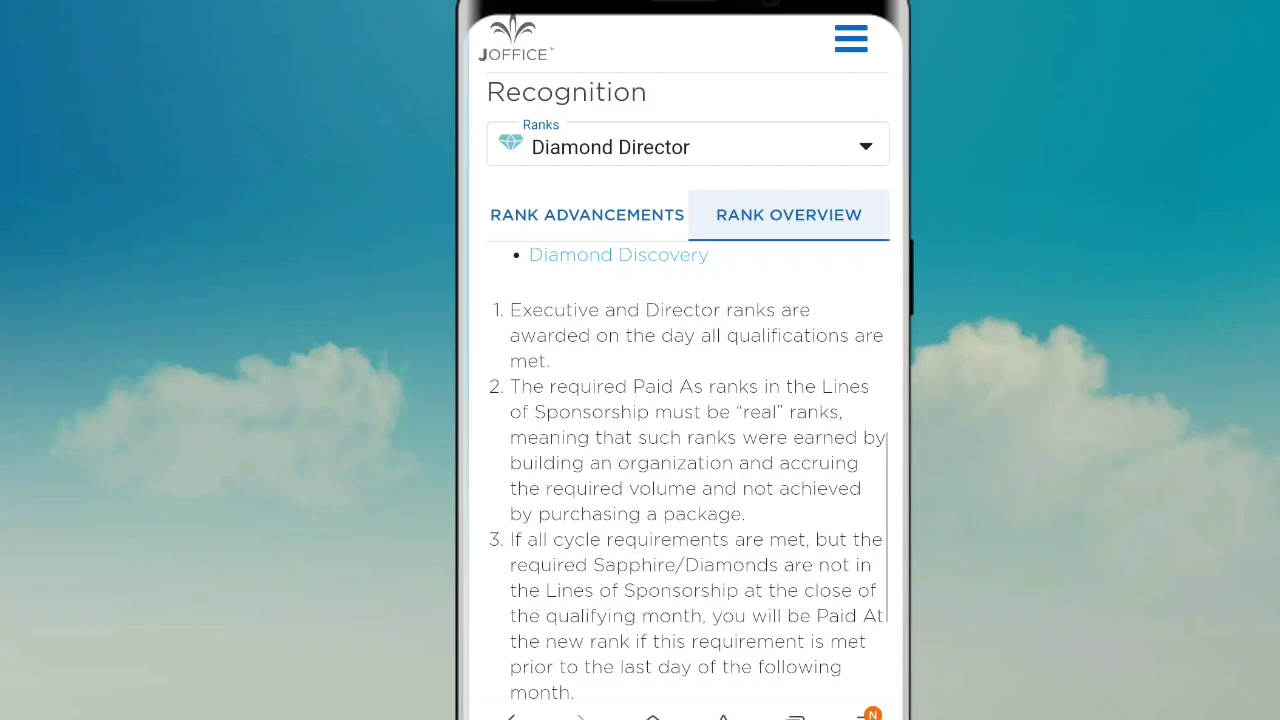 JOFFICE™
Recognition
Ranks
Diamond Director
RANK ADVANCEMENTS
RANK OVERVIEW
• Diamond Discovery
1. Executive and Director ranks are
awarded on the day all qualifications are
met.
2. The required Paid As ranks in the Lines
of Sponsorship must be “real” ranks,
meaning that such ranks were earned by
building an organization and accruing
the required volume and not achieved
by purchasing a package.
3. If all cycle requirements are met, but the
required Sapphire/Diamonds are not in
the Lines of Sponsorship at the close of
the qualifying month, you will be Paid At
the new rank if this requirement is met
prior to the last day of the following
month.
N